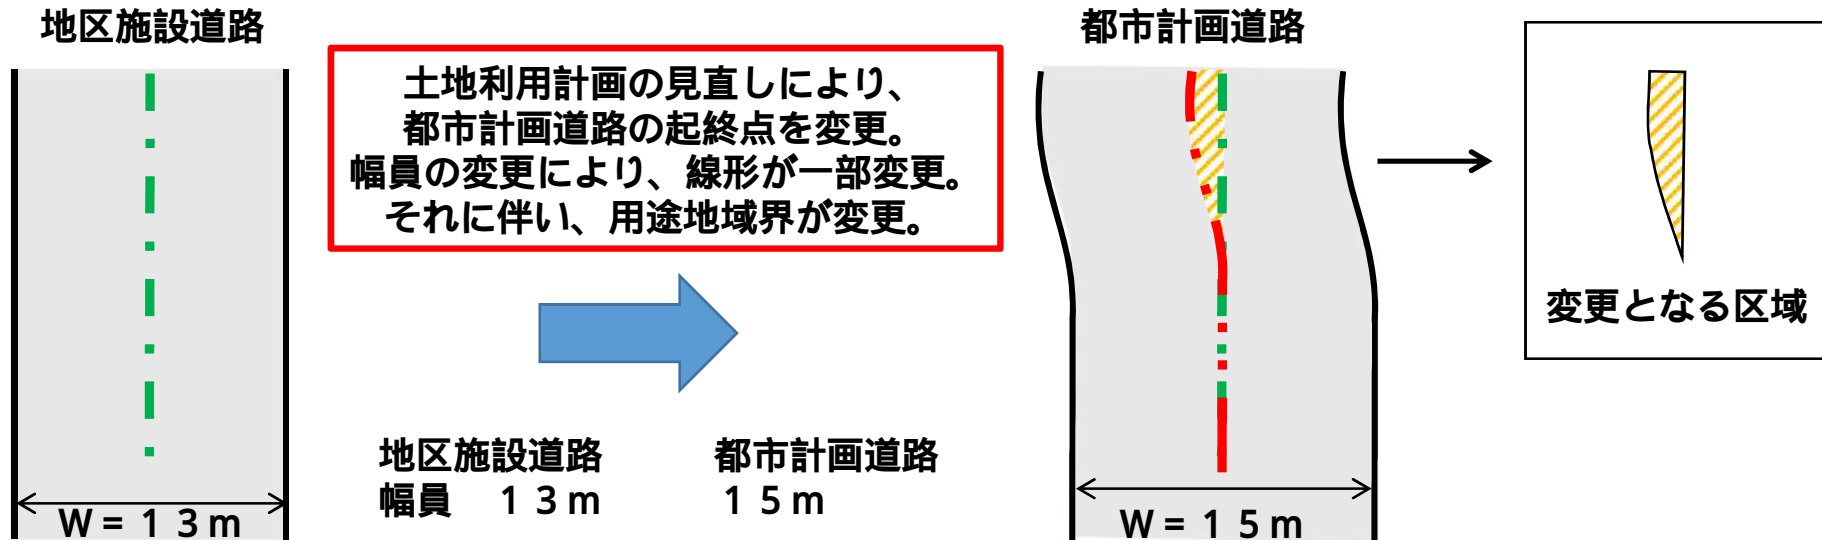 地区施設道路
土地利用計画の見直しにより、
都市計画道路の起終点を変更。
幅員の変更により、線形が一部変更。
それに伴い、用途地域界が変更。
都市計画道路
変更となる区域
地区施設道路 都市計画道路
幅員 １３ｍ １５ｍ
W=１３ｍ
W=１５ｍ